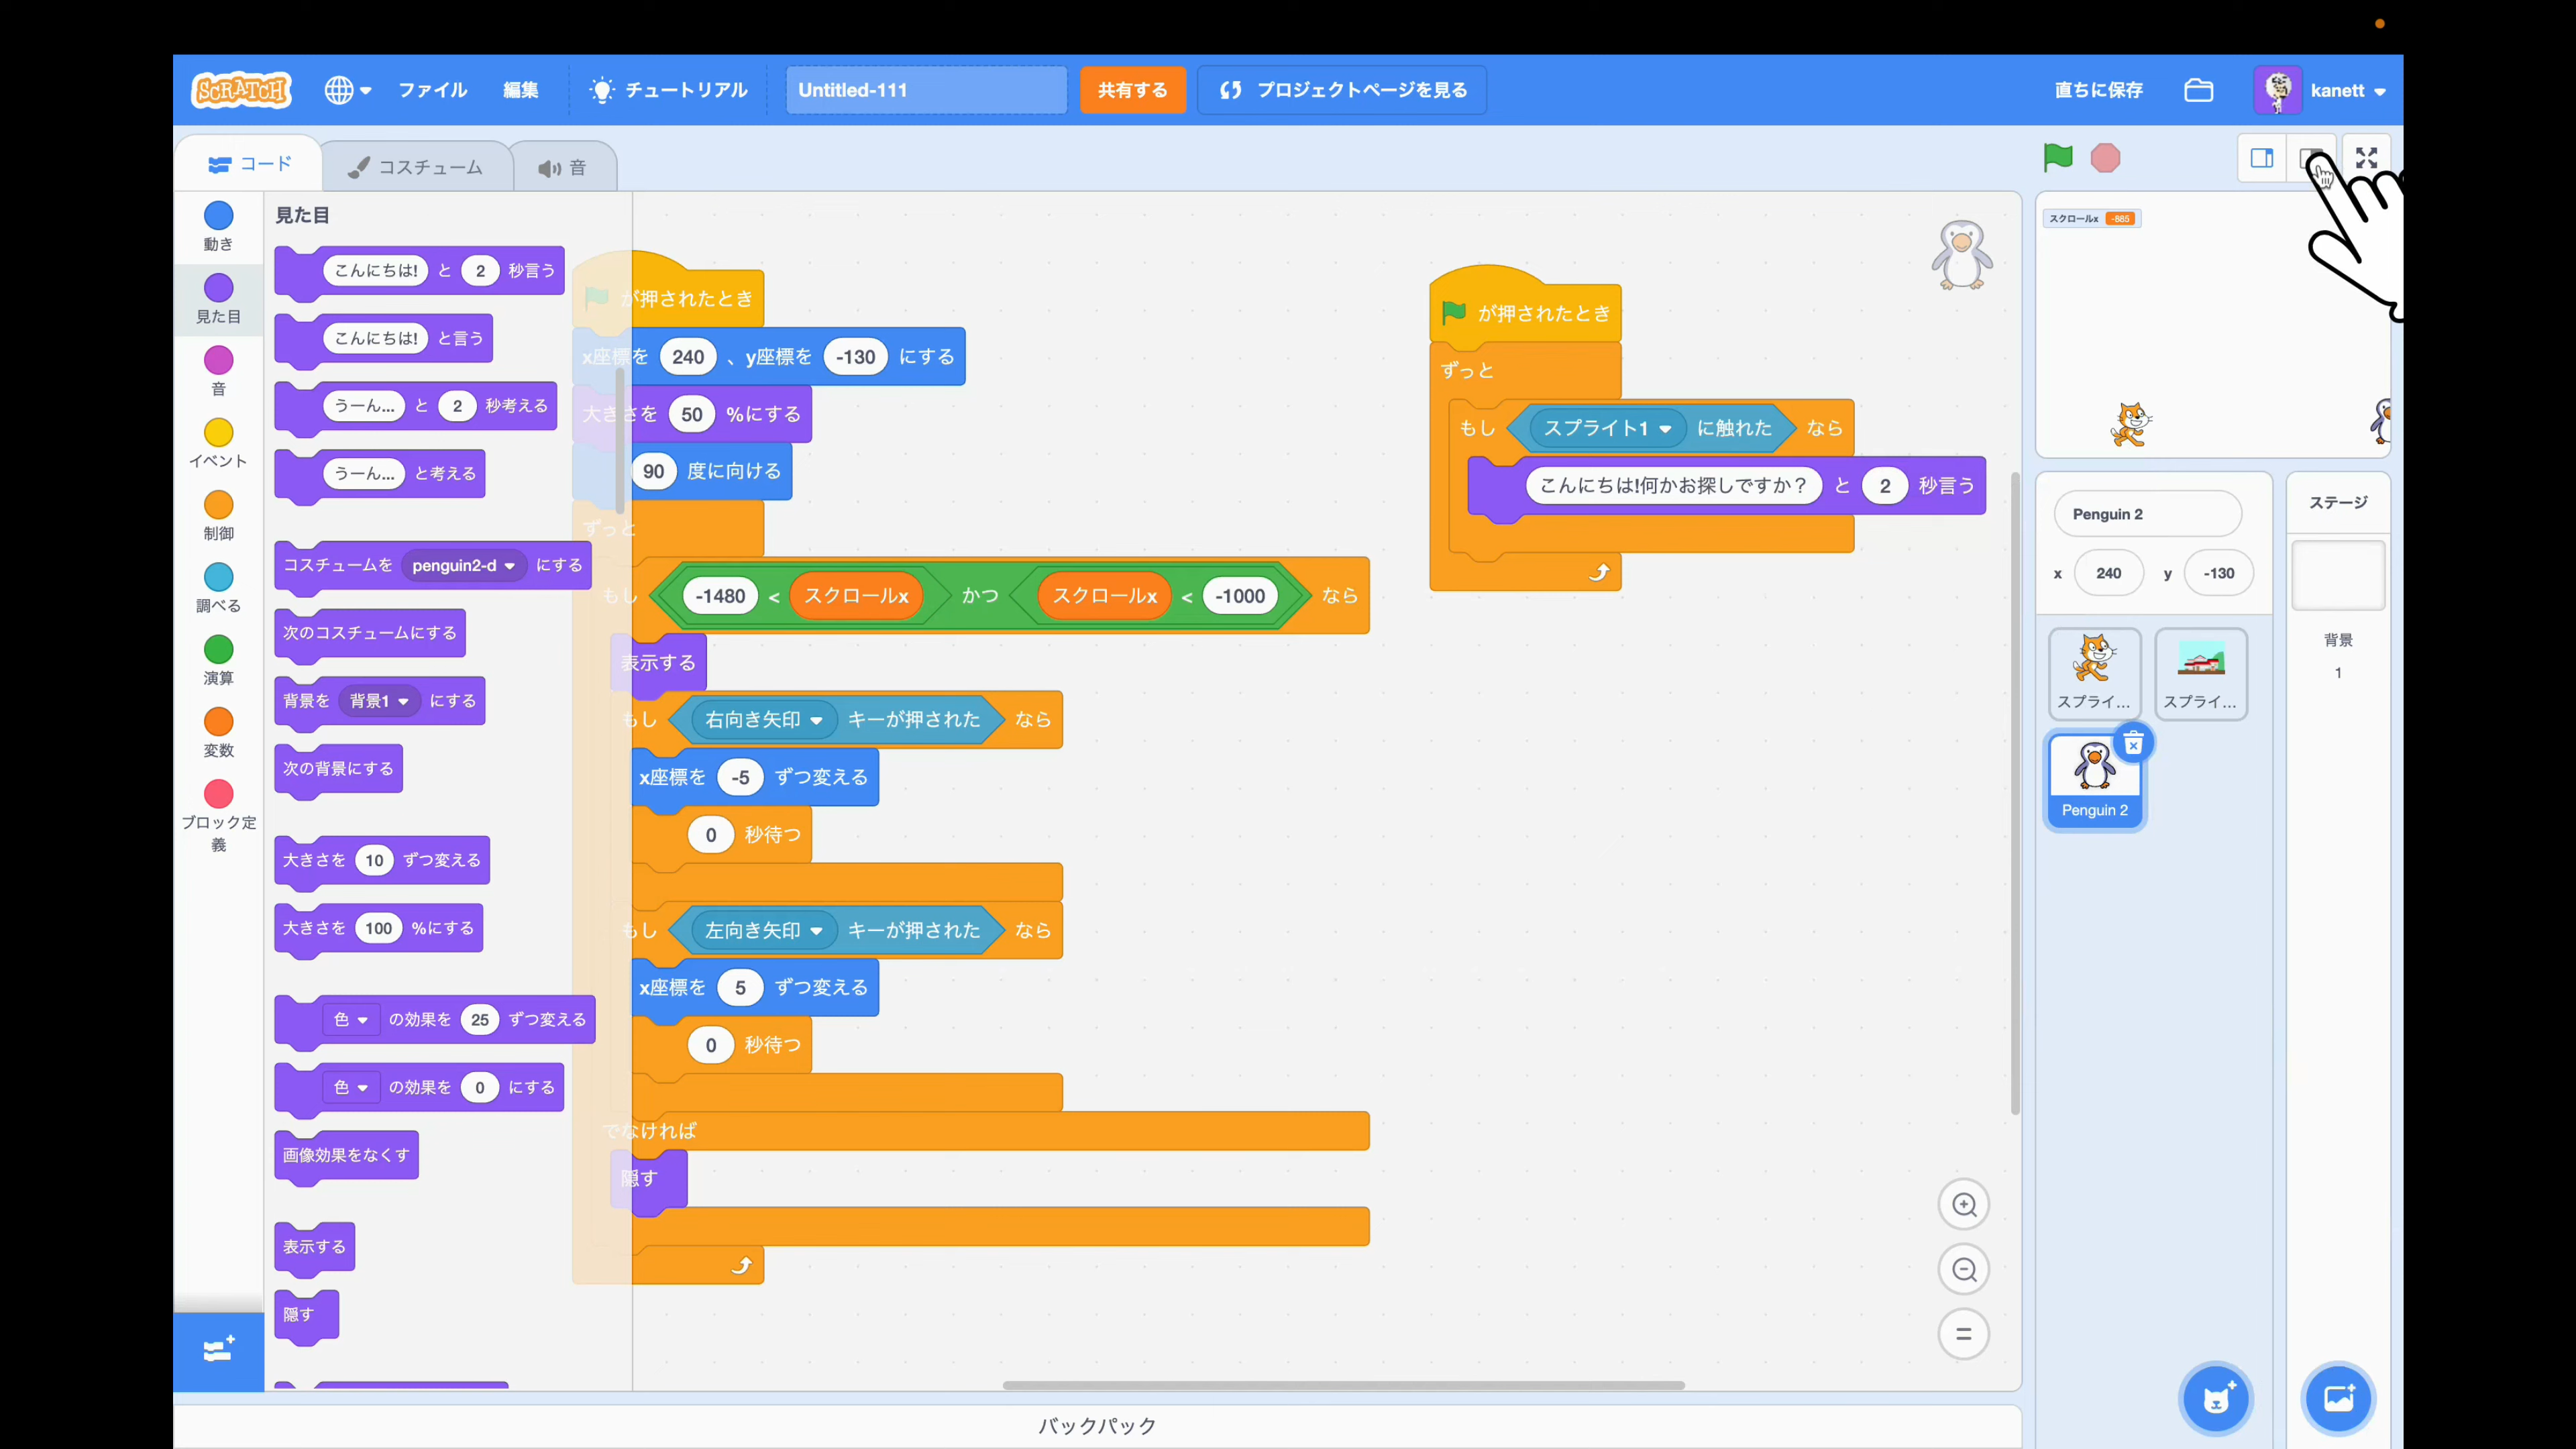 SCRATCH ファイル 編集 チュートリアル Untitled-111 共有する プロジェクトページを見る 直ちに保存 kanett
コード コスチューム 音
動き
見た目
音
イベント
制御
調べる
演算
変数
ブロック定
義
見た目
こんにちは! と 2 秒言う
こんにちは! と言う
うーん... と 2 秒考える
うーん... と考える
コスチュームを penguin2-d にする
次のコスチュームにする
背景を 背景1 にする
次の背景にする
大きさを 10 ずつ変える
大きさを 100 %にする
色 の効果を 25 ずつ変える
色 の効果を 0 にする
画像効果をなくす
表示する
隠す
が押されたとき
x座標を 240 、y座標を -130 にする
大きさを 50 %にする
90 度に向ける
ずっと
もし -1480 < スクロールx かつ スクロールx < -1000 なら
表示する
もし 右向き矢印 キーが押された なら
x座標を -5 ずつ変える
0 秒待つ
もし 左向き矢印 キーが押された なら
x座標を 5 ずつ変える
0 秒待つ
でなければ
隠す
が押されたとき
ずっと
もし スプライト1 に触れた なら
こんにちは!何かお探しですか? と 2 秒言う
スクロールx -885
Penguin 2
x 240 y -130
スプライ...
スプライ...
Penguin 2
ステージ
背景
1
バックパック